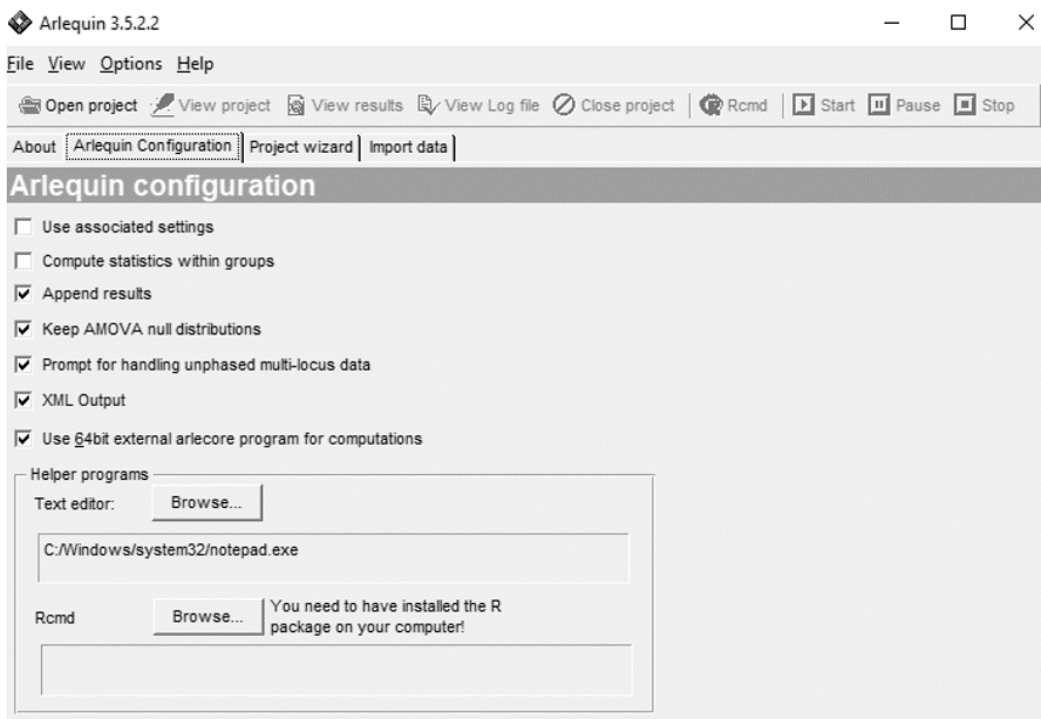 Arlequin 3.5.2.2
File View Options Help
Open project View project View results View Log file Close project Rcmd Start Pause Stop
About Arlequin Configuration Project wizard Import data
Arlequin configuration
Use associated settings
Compute statistics within groups
Append results
Keep AMOVA null distributions
Prompt for handling unphased multi-locus data
XML Output
Use 64bit external arlecore program for computations
Helper programs
Text editor: Browse...
C:/Windows/system32/notepad.exe
Rcmd Browse... You need to have installed the R
package on your computer!